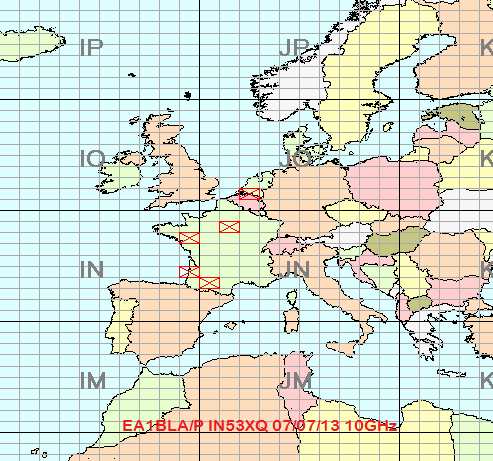 IP
JP
K
IO
JO
K
IN
JN
K
IM
JM
K
EA1BLA/P IN53XQ 07/07/13 10GHz